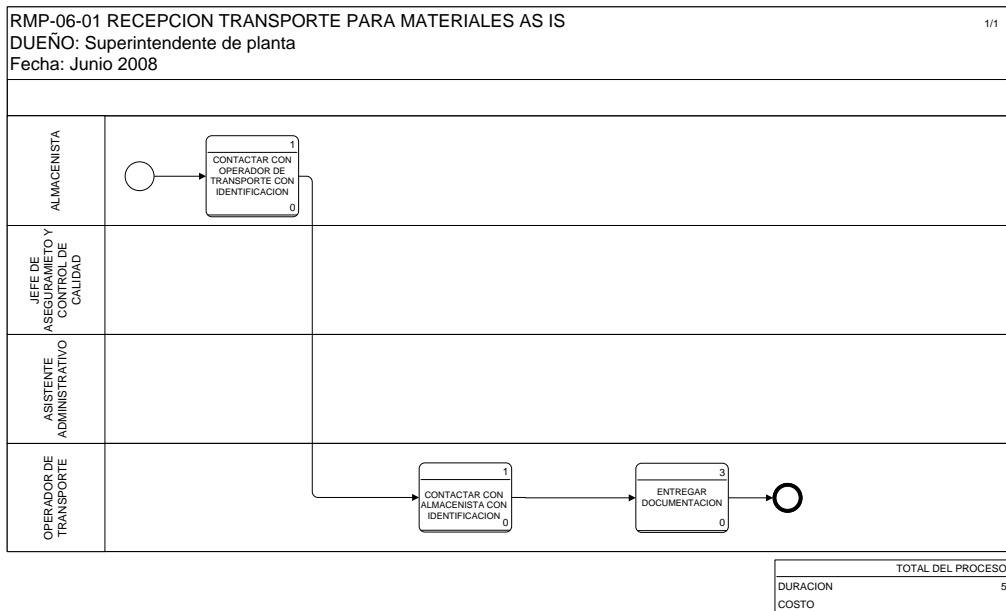 RMP-06-01 RECEPCION TRANSPORTE PARA MATERIALES AS IS
1/1
DUEÑO: Superintendente de planta
Fecha: Junio 2008
ALMACENISTA
1
CONTACTAR CON
OPERADOR DE
TRANSPORTE CON
IDENTIFICACION
0
JEFE DE
ASEGURAMIETO Y
CONTROL DE
CALIDAD
ASISTENTE
ADMINISTRATIVO
OPERADOR DE
TRANSPORTE
1
CONTACTAR CON
ALMACENISTA CON
IDENTIFICACION
0
3
ENTREGAR
DOCUMENTACION
0
TOTAL DEL PROCESO
DURACION 5
COSTO